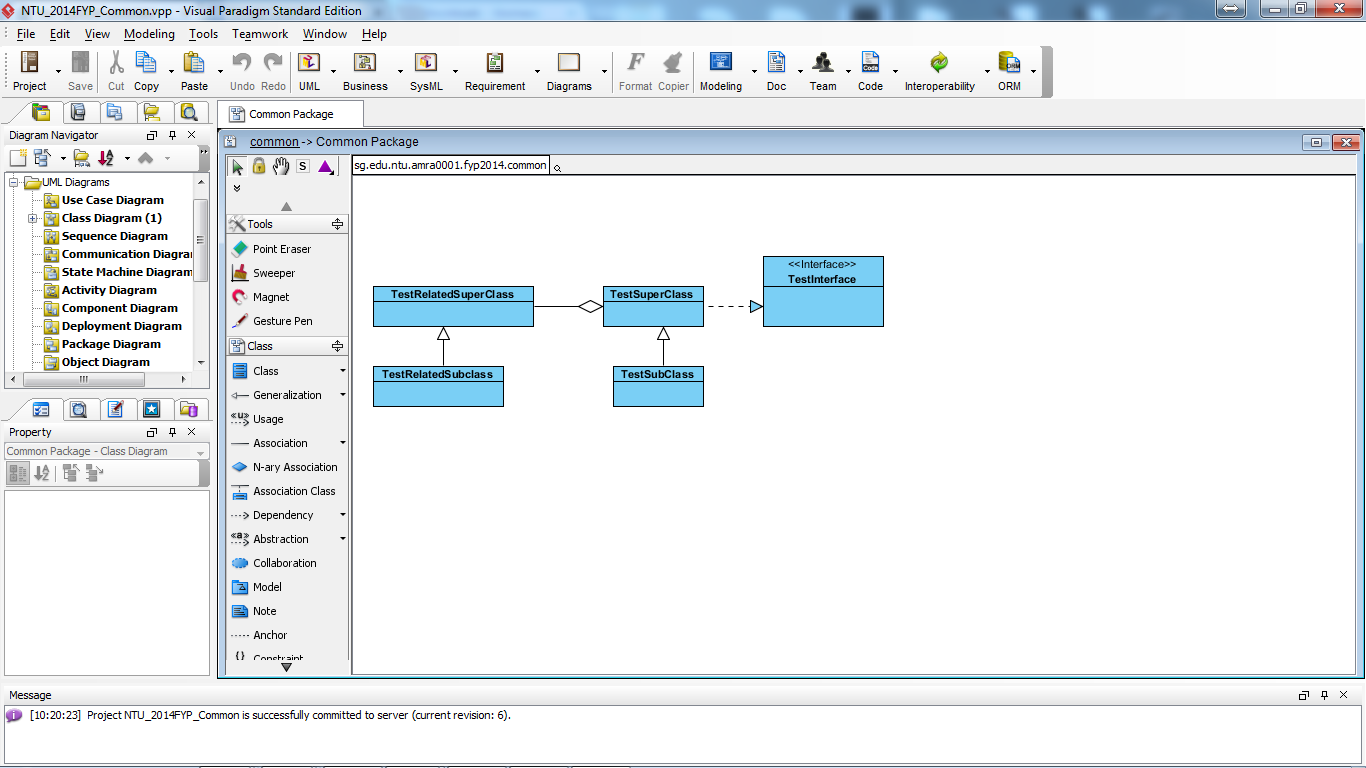 NTU_2014FYP_Common.vpp - Visual Paradigm Standard Edition
File Edit View Modeling Tools Teamwork Window Help
Project Save Cut Copy Paste Undo Redo UML Business SysML Requirement Diagrams Format Copier Modeling Doc Team Code Interoperability ORM
Common Package
Diagram Navigator
common -> Common Package
sg.edu.ntu.amra0001.fyp2014.common
UML Diagrams
Use Case Diagram
Class Diagram (1)
Sequence Diagram
Communication Diagra
State Machine Diagram
Activity Diagram
Component Diagram
Deployment Diagram
Package Diagram
Object Diagram
Property
Common Package - Class Diagram
S
Tools
Point Eraser
Sweeper
Magnet
Gesture Pen
Class
Class
Generalization
<<u>> Usage
Association
N-ary Association
Association Class
Dependency
<<a>> Abstraction
Collaboration
Model
Note
Anchor
{} Constraint
TestRelatedSuperClass
TestSuperClass
<<Interface>>
TestInterface
TestRelatedSubclass
TestSubClass
Message
[10:20:23] Project NTU_2014FYP_Common is successfully committed to server (current revision: 6).